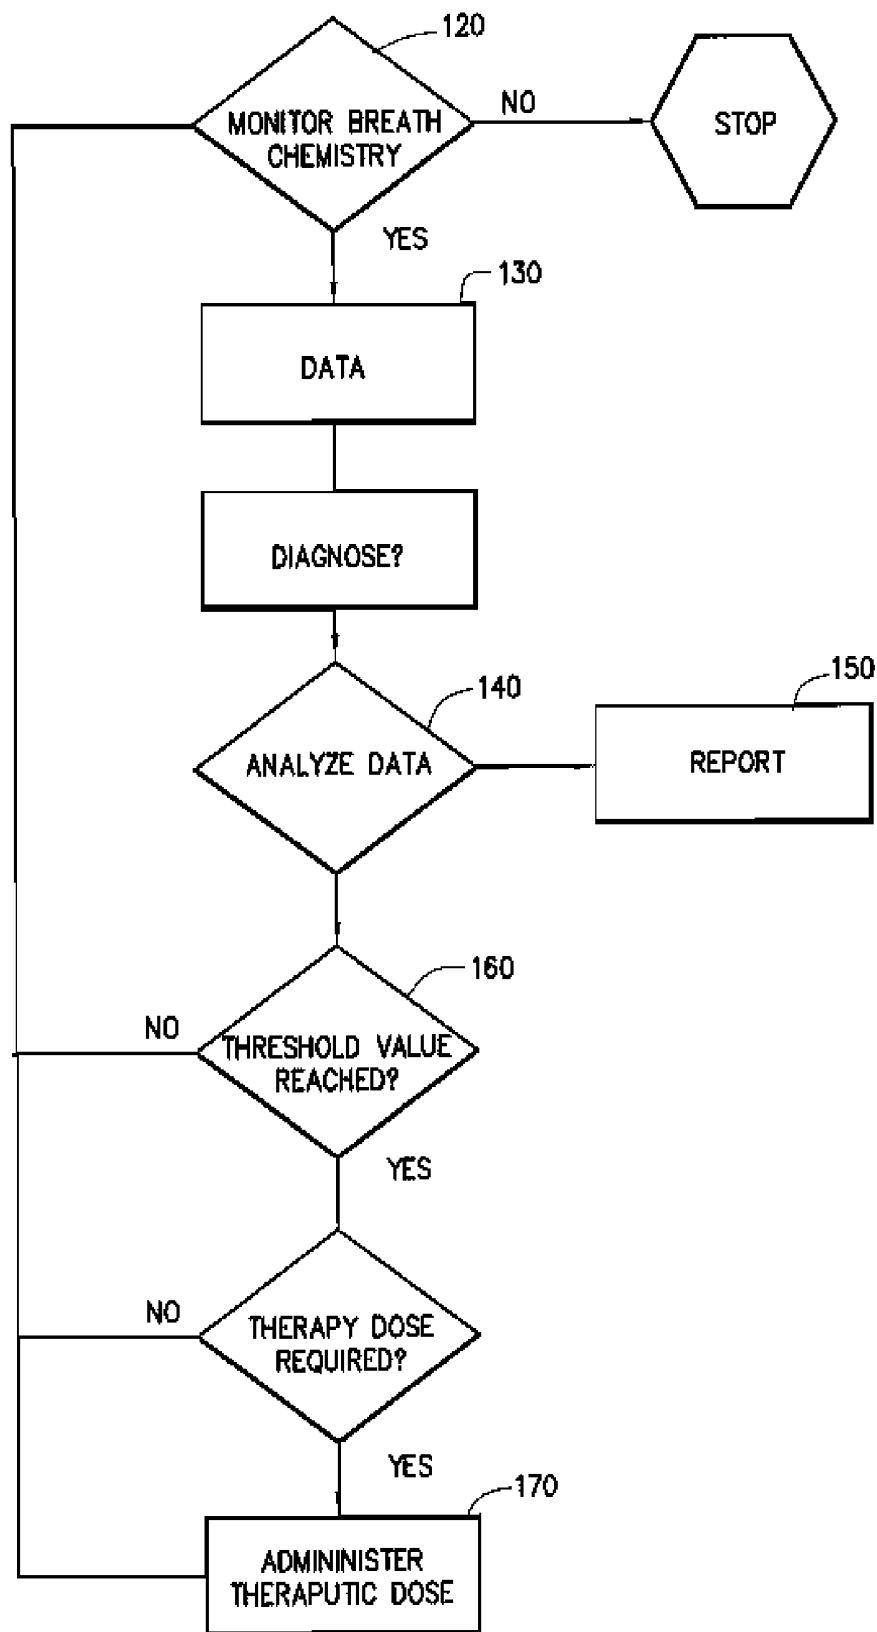 120
MONITOR BREATH
CHEMISTRY
NO
STOP
YES
130
DATA
DIAGNOSE?
140
ANALYZE DATA
150
REPORT
160
NO
THRESHOLD VALUE
REACHED?
YES
NO
THERAPY DOSE
REQUIRED?
YES
170
ADMININISTER
THERAPUTIC DOSE